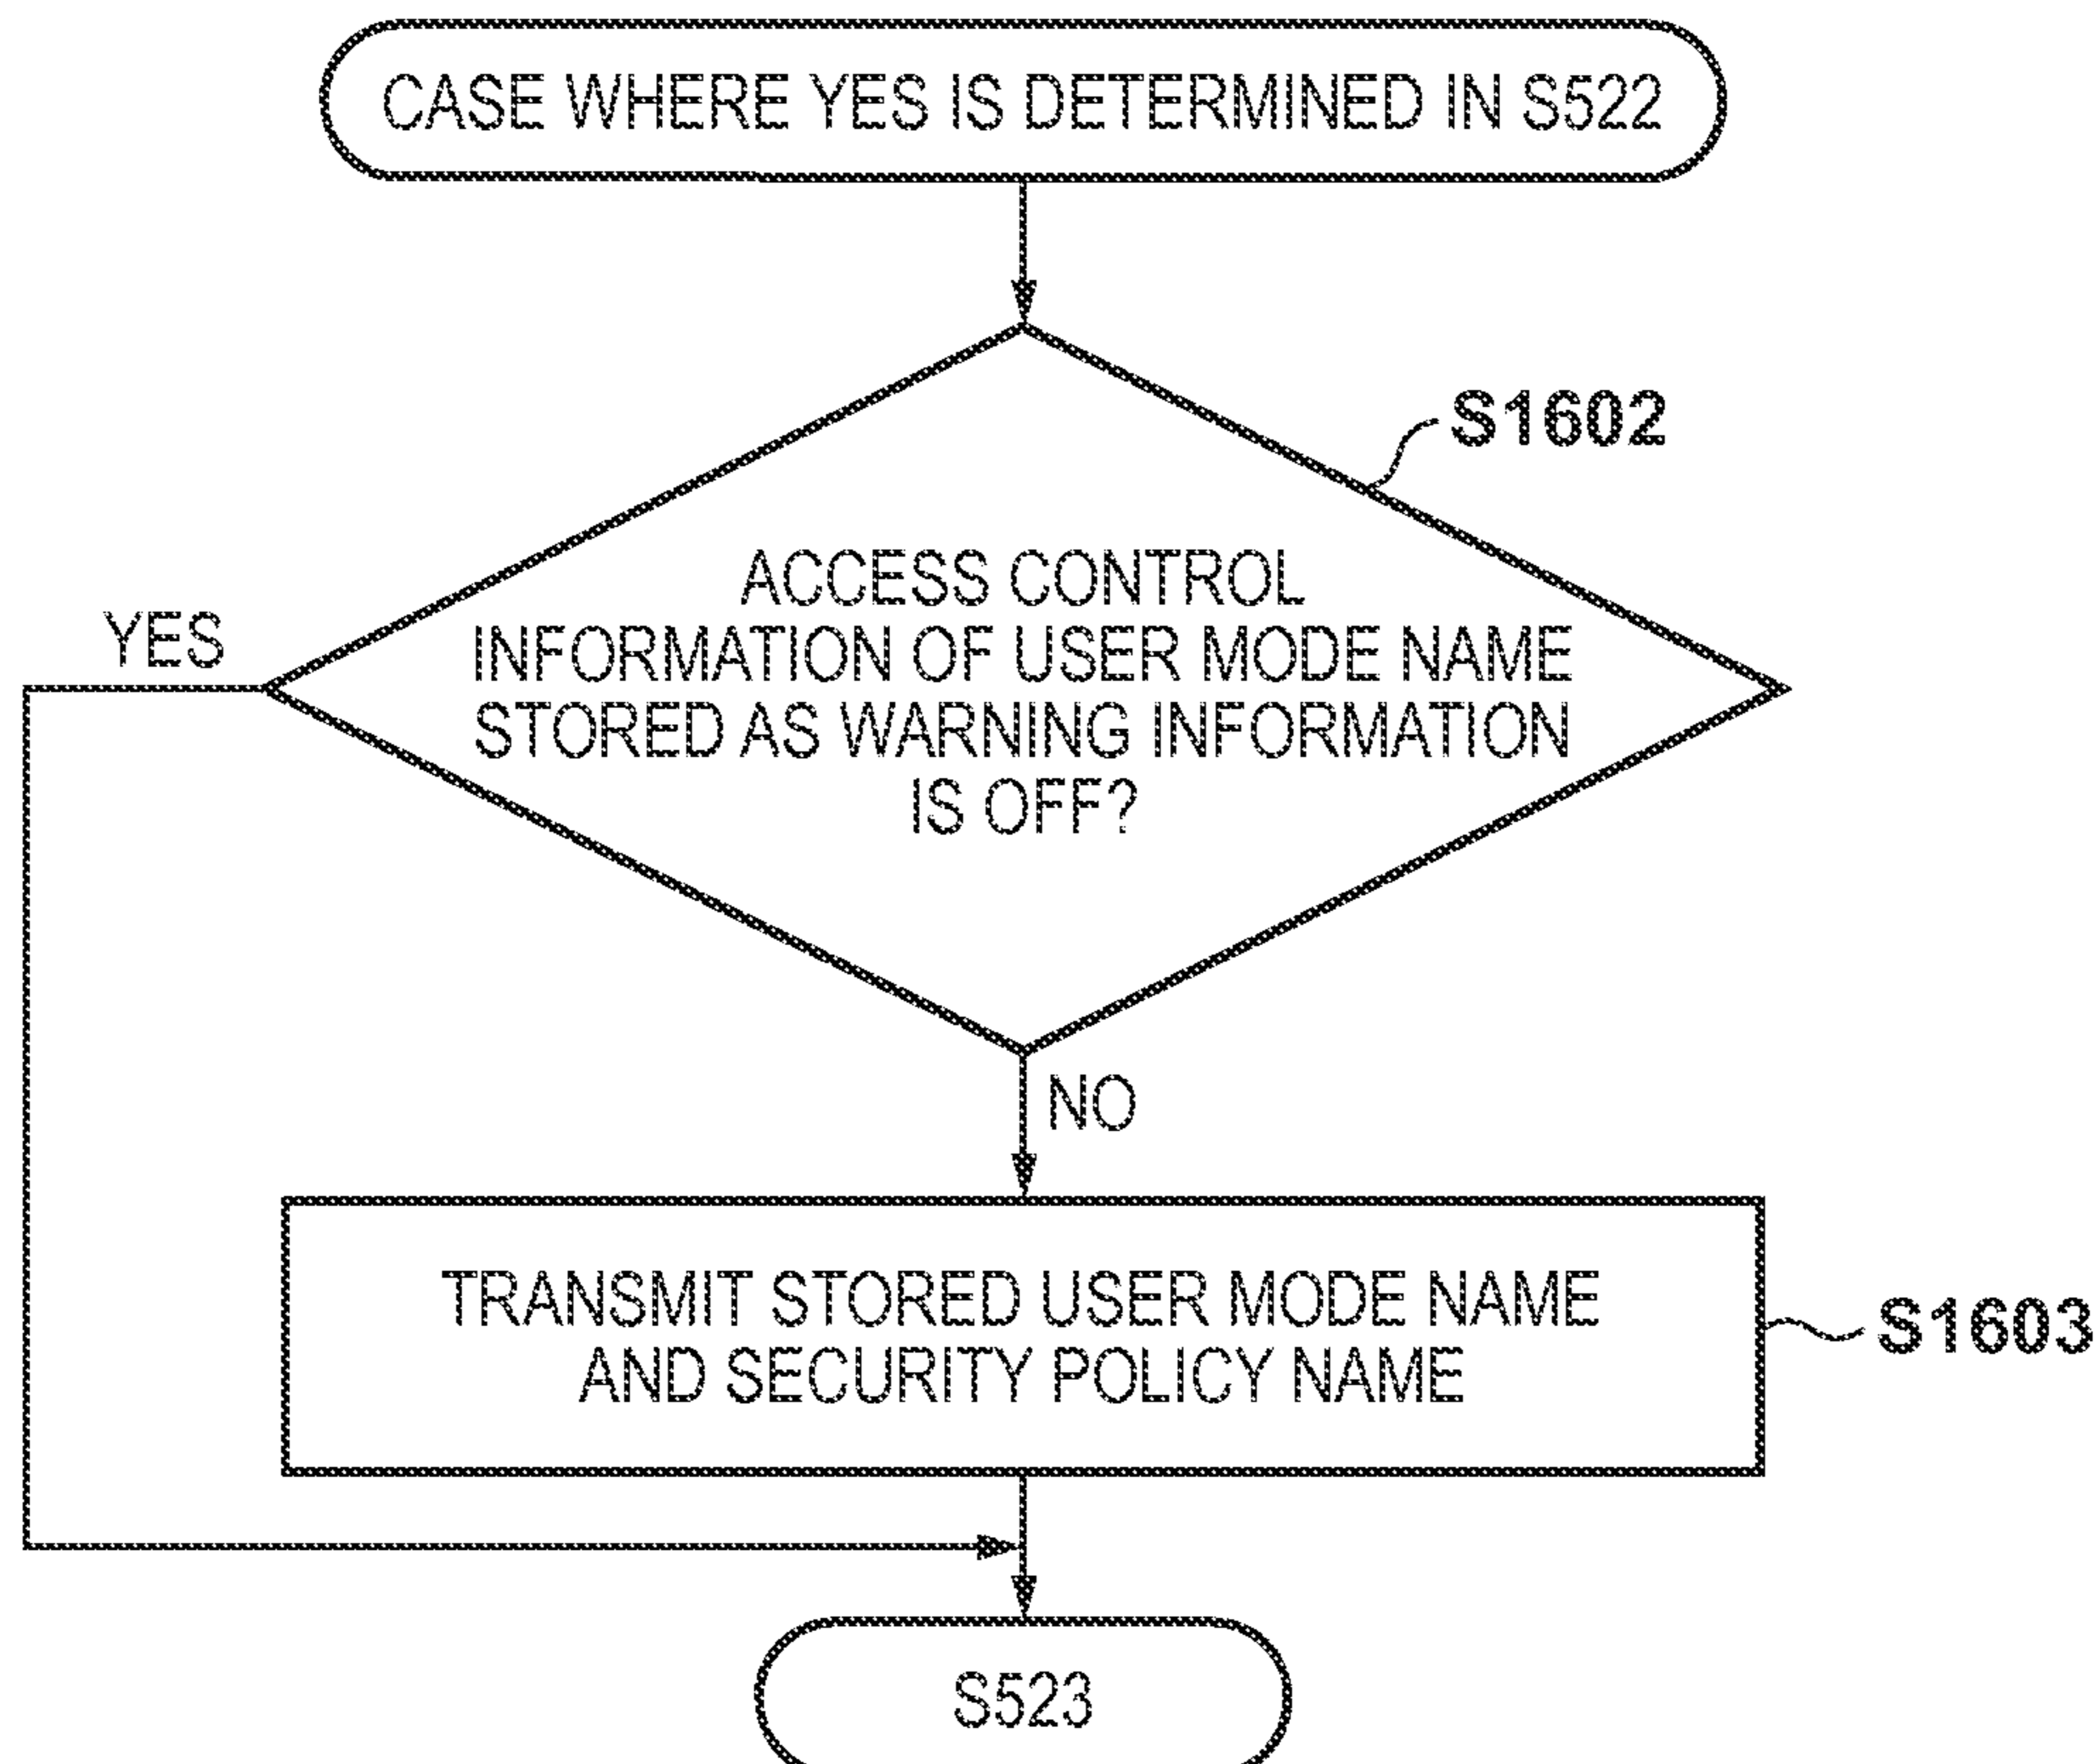 CASE WHERE YES IS DETERMINED IN S522
S1602
ACCESS CONTROL
INFORMATION OF USER MODE NAME
STORED AS WARNING INFORMATION
IS OFF?
YES
NO
TRANSMIT STORED USER MODE NAME
AND SECURITY POLICY NAME
S1603
S523